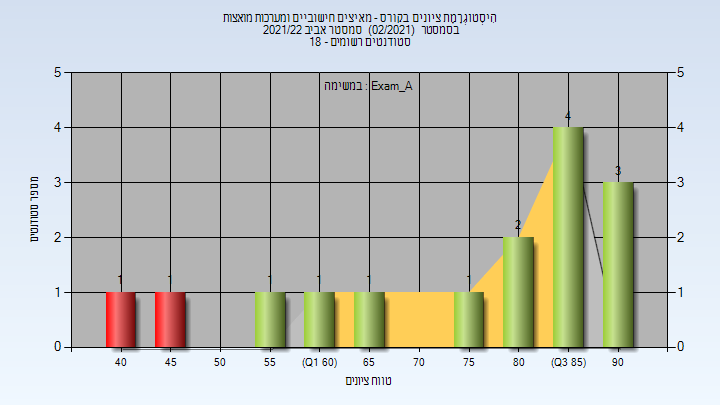 הִיסְטוֹגְרָמַת ציונים בקורס - מאיצים חישוביים ומערכות מואצות
בסמסטר (02/2021) סמסטר אביב 2021/22
סטודנטים רשומים - 18
במשימה : Exam_A
מספר סטודנטים
5 5
4 4
3 3
2 2
1 1
0 0
1 1 1 1 1 1 2 4 3
40 45 50 55 (Q1 60) 65 70 75 80 (Q3 85) 90
טווח ציונים